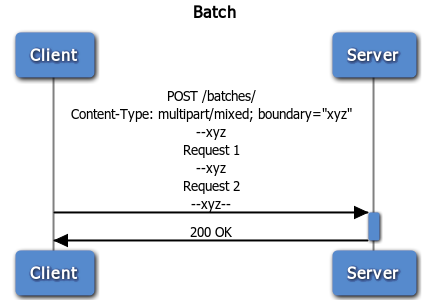 Batch
Client Server
POST /batches/
Content-Type: multipart/mixed; boundary="xyz"
--xyz
Request 1
--xyz
Request 2
--xyz--
200 OK
Client Server